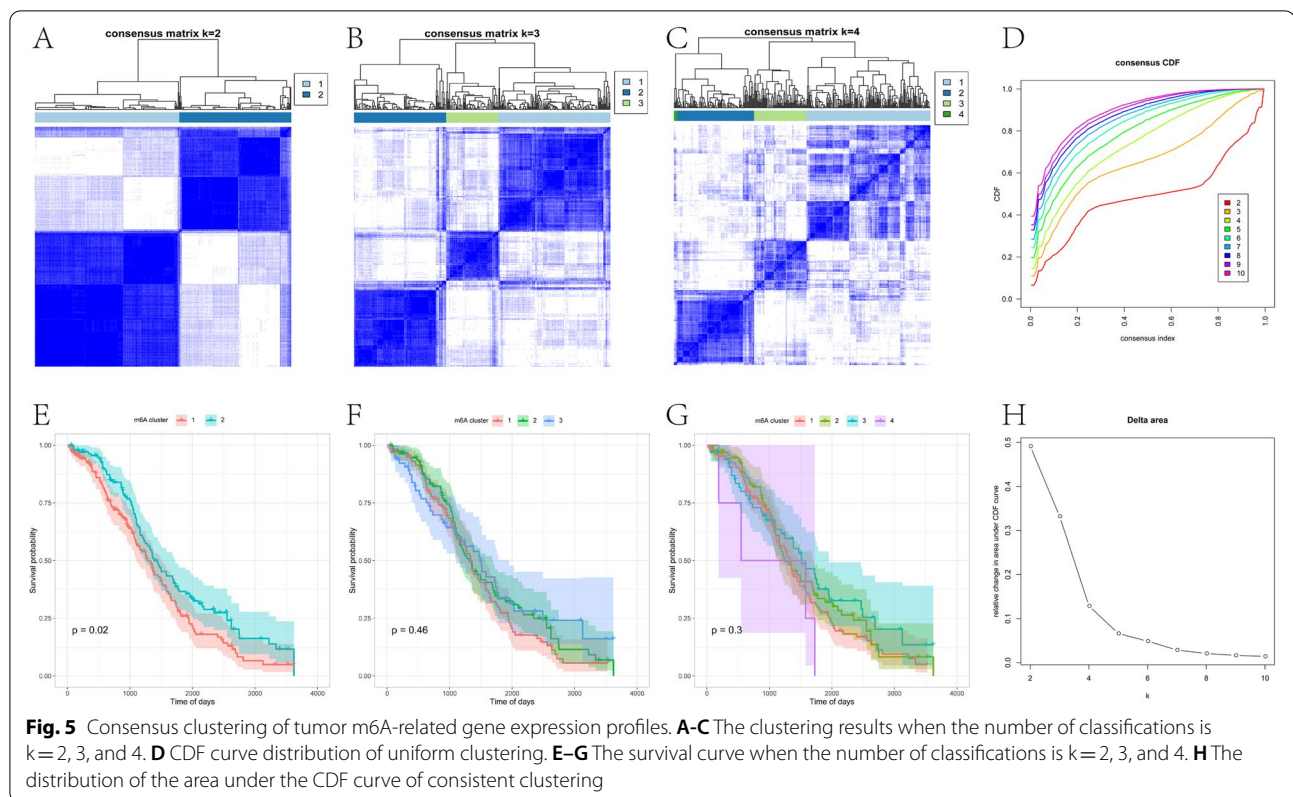 A
consensus matrix k=2
1
2
B
consensus matrix k=3
1
2
3
C
consensus matrix k=4
1
2
3
4
D
consensus CDF
CDF
1.0
0.8
0.6
0.4
0.2
0.0
2
3
4
5
6
7
8
9
10
0.0 0.2 0.4 0.6 0.8 1.0
consensus index
E
m6A cluster 1 2
Survival probability
1.00
0.75
0.50
0.25
0.00
p = 0.02
0 1000 2000 3000 4000
Time of days
F
m6A cluster 1 2 3
Survival probability
1.00
0.75
0.50
0.25
0.00
p = 0.46
0 1000 2000 3000 4000
Time of days
G
m6A cluster 1 2 3 4
Survival probability
1.00
0.75
0.50
0.25
0.00
p = 0.3
0 1000 2000 3000 4000
Time of days
H
Delta area
relative change in area under CDF curve
0.5
0.4
0.3
0.2
0.1
0.0
2 4 6 8 10
k
Fig. 5 Consensus clustering of tumor m6A-related gene expression profiles. A-C The clustering results when the number of classifications is
k = 2, 3, and 4. D CDF curve distribution of uniform clustering. E–G The survival curve when the number of classifications is k = 2, 3, and 4. H The
distribution of the area under the CDF curve of consistent clustering